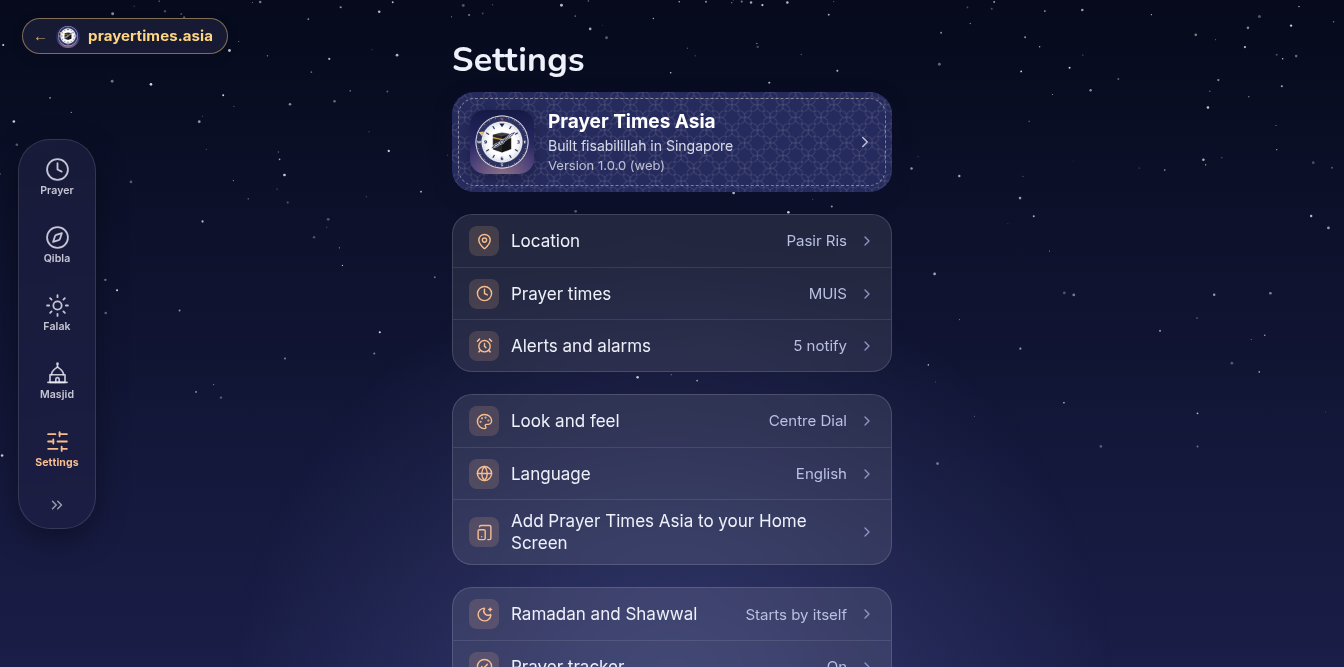 ← prayertimes.asia
Settings
Prayer Times Asia
Built fisabilillah in Singapore
Version 1.0.0 (web)
Prayer
Qibla
Falak
Masjid
Settings
Location Pasir Ris
Prayer times MUIS
Alerts and alarms 5 notify
Look and feel Centre Dial
Language English
Add Prayer Times Asia to your Home
Screen
Ramadan and Shawwal Starts by itself
Prayer tracker On